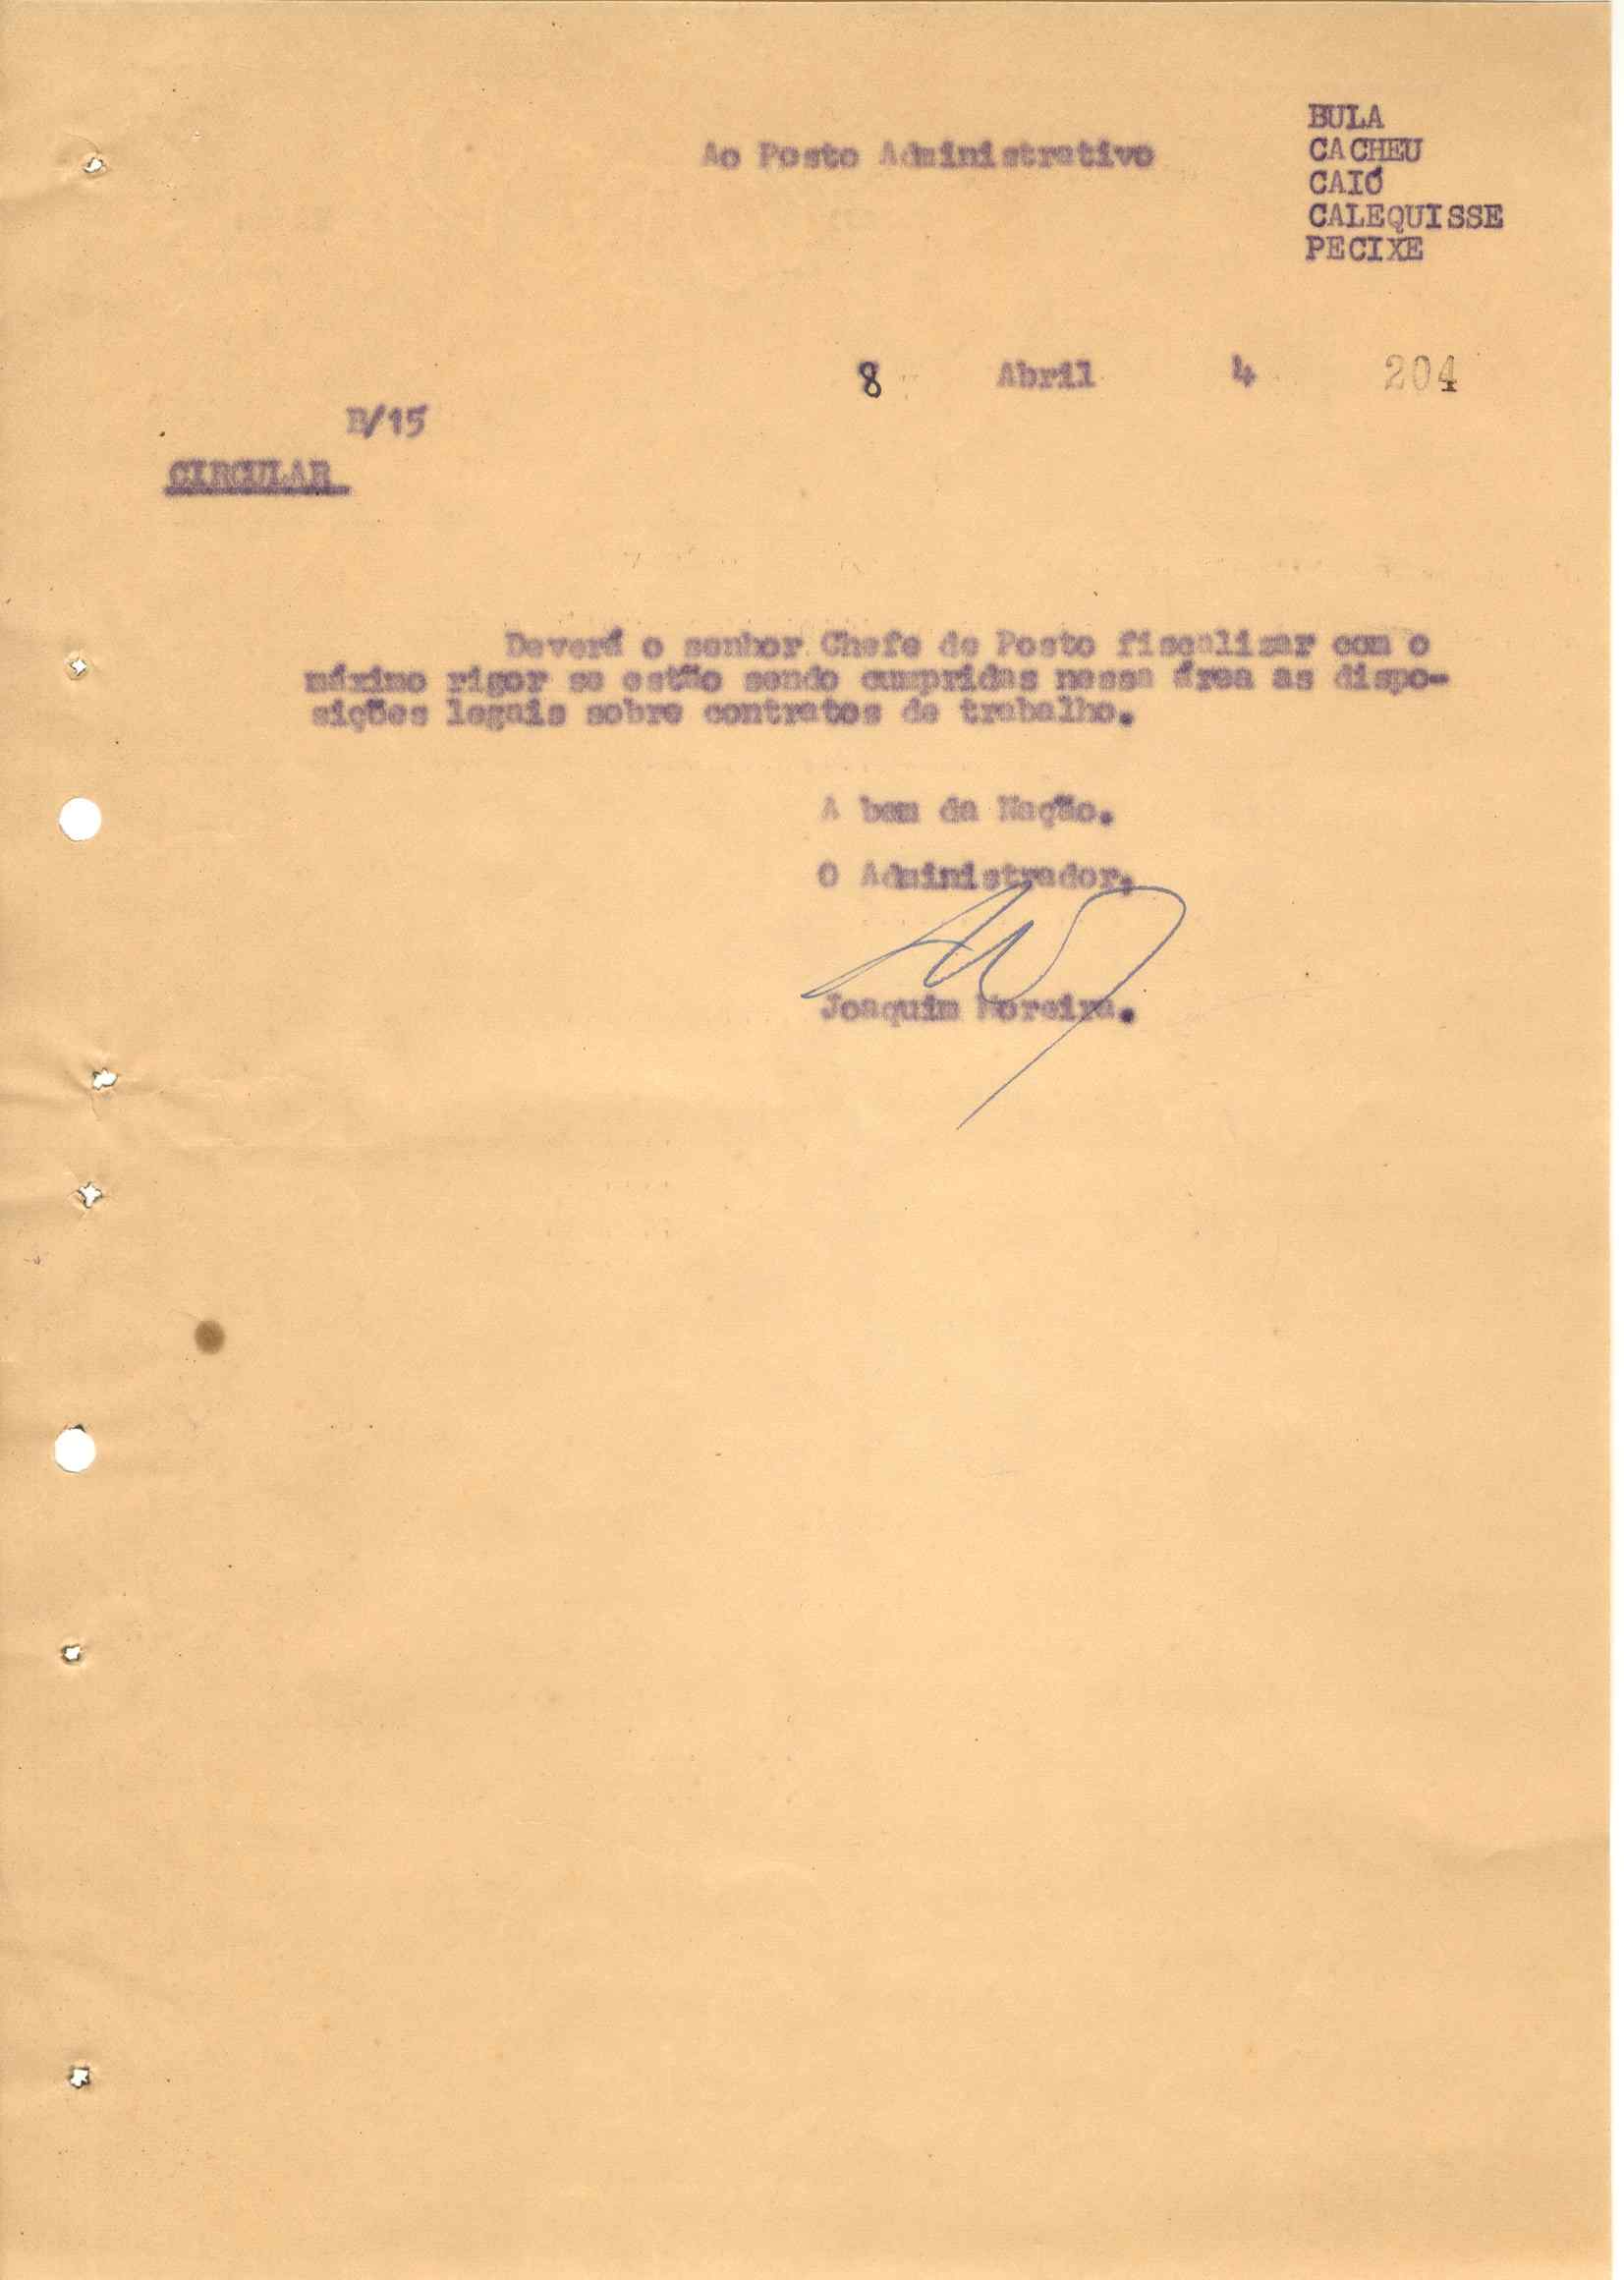 Ao Posto Administrativo
BULA
CACHEU
CAIÓ
CALEQUISSE
PECIXE
8 Abril 4 204
B/15
CIRCULAR
Deverá o senhor Chefe de Posto fiscalizar com o
máximo rigor se estão sendo cumpridas nessa área as dispo-
sições legais sobre contratos de trabalho.
A bem da Nação.
O Administrador,
Joaquim Moreira.